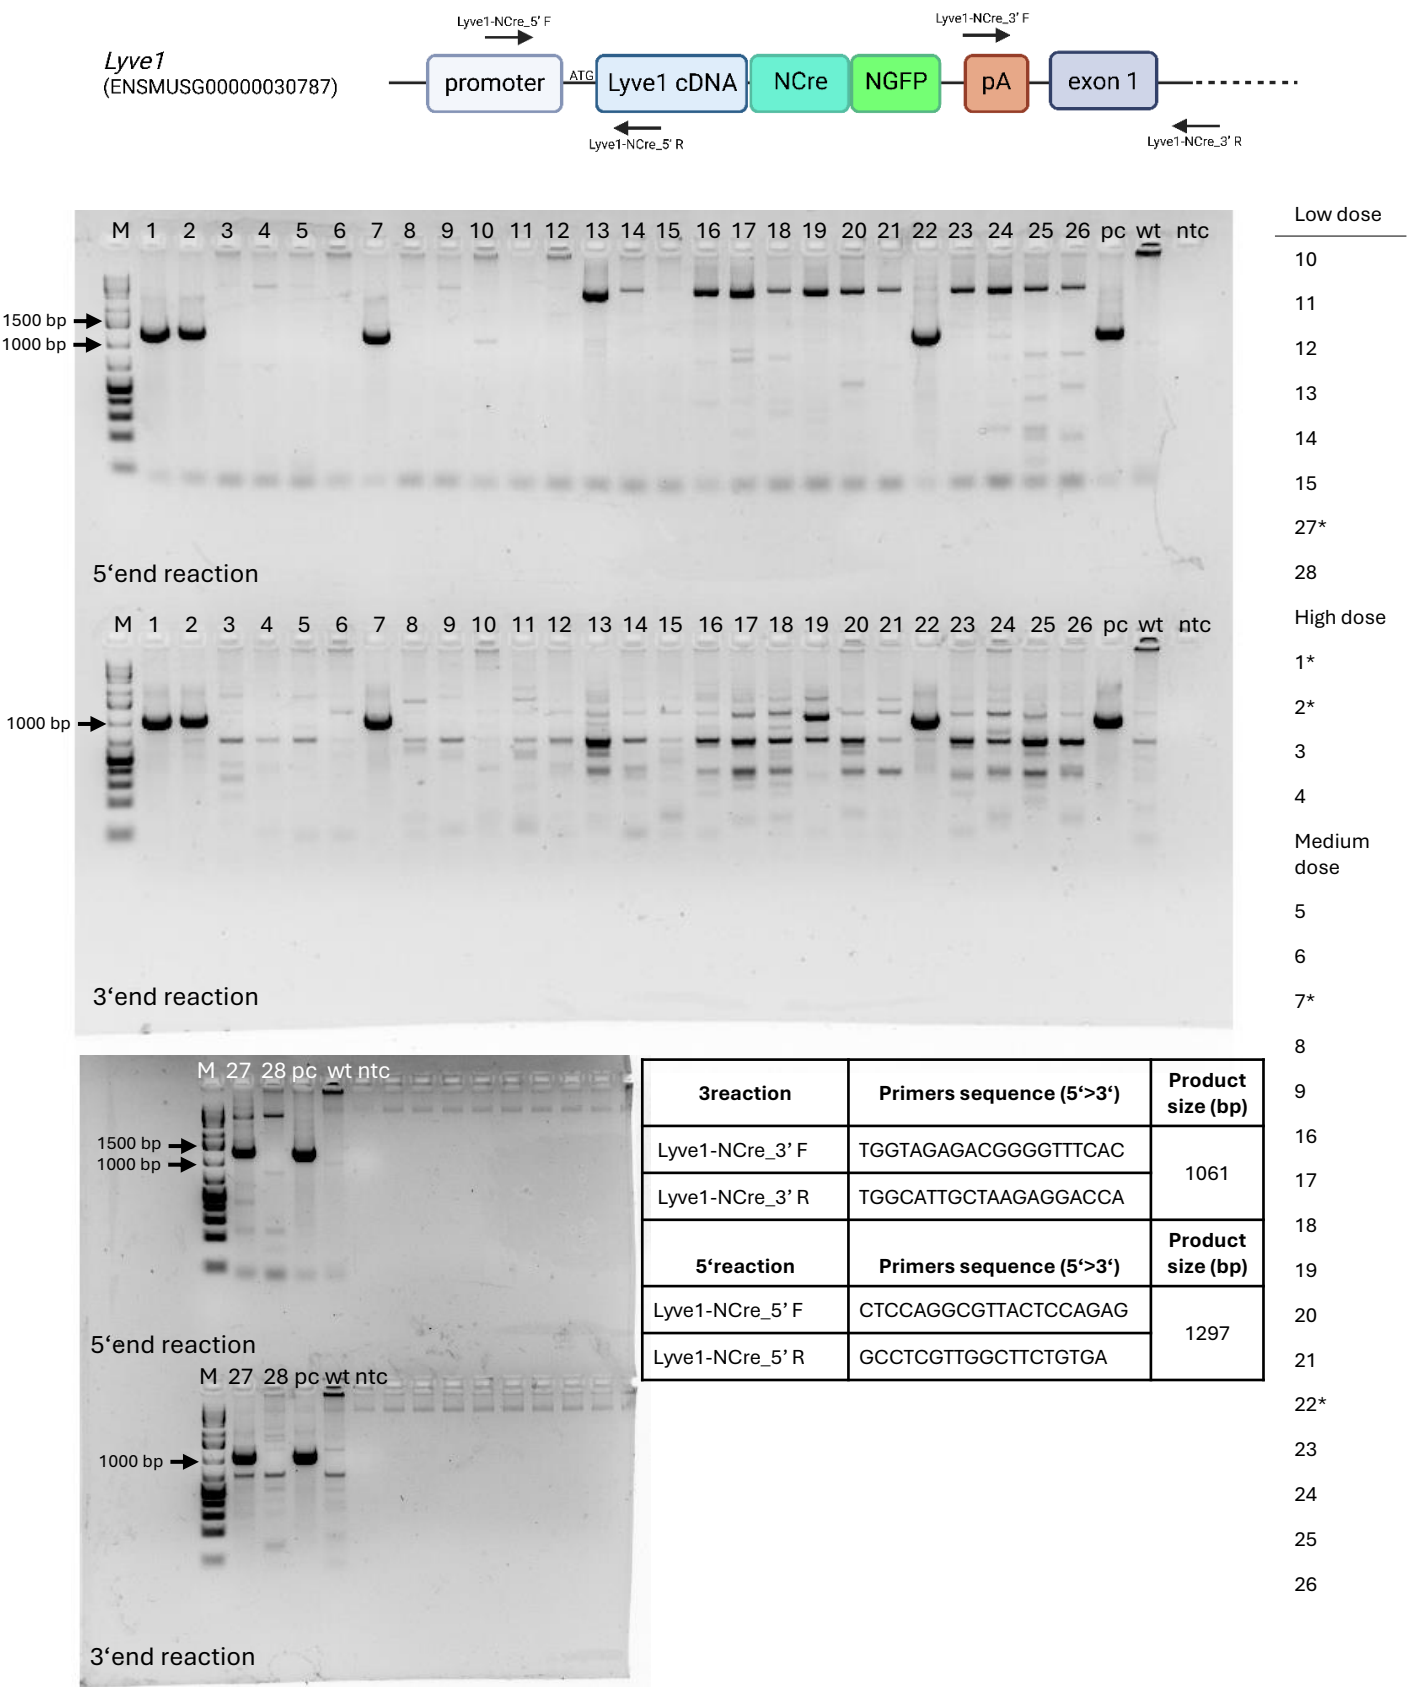 Lyve1-NCre_5’ F
Lyve1-NCre_3’ F
Lyve1
(ENSMUSG00000030787)
promoter
ATG
Lyve1 cDNA
NCre
NGFP
pA
exon 1
Lyve1-NCre_5’ R
Lyve1-NCre_3’ R
M 1 2 3 4 5 6 7 8 9 10 11 12 13 14 15 16 17 18 19 20 21 22 23 24 25 26 pc wt ntc
1500 bp
1000 bp
5‘end reaction
M 1 2 3 4 5 6 7 8 9 10 11 12 13 14 15 16 17 18 19 20 21 22 23 24 25 26 pc wt ntc
1000 bp
3‘end reaction
M 27 28 pc wt ntc
1500 bp
1000 bp
5‘end reaction
M 27 28 pc wt ntc
1000 bp
3‘end reaction
3reaction Primers sequence (5‘>3‘) Product
size (bp)
Lyve1-NCre_3’ F TGGTAGAGACGGGGTTTCAC
1061
Lyve1-NCre_3’ R TGGCATTGCTAAGAGGACCA
5‘reaction Primers sequence (5‘>3‘) Product
size (bp)
Lyve1-NCre_5’ F CTCCAGGCGTTACTCCAGAG
1297
Lyve1-NCre_5’ R GCCTCGTTGGCTTCTGTGA
Low dose
10
11
12
13
14
15
27*
28
High dose
1*
2*
3
4
Medium
dose
5
6
7*
8
9
16
17
18
19
20
21
22*
23
24
25
26